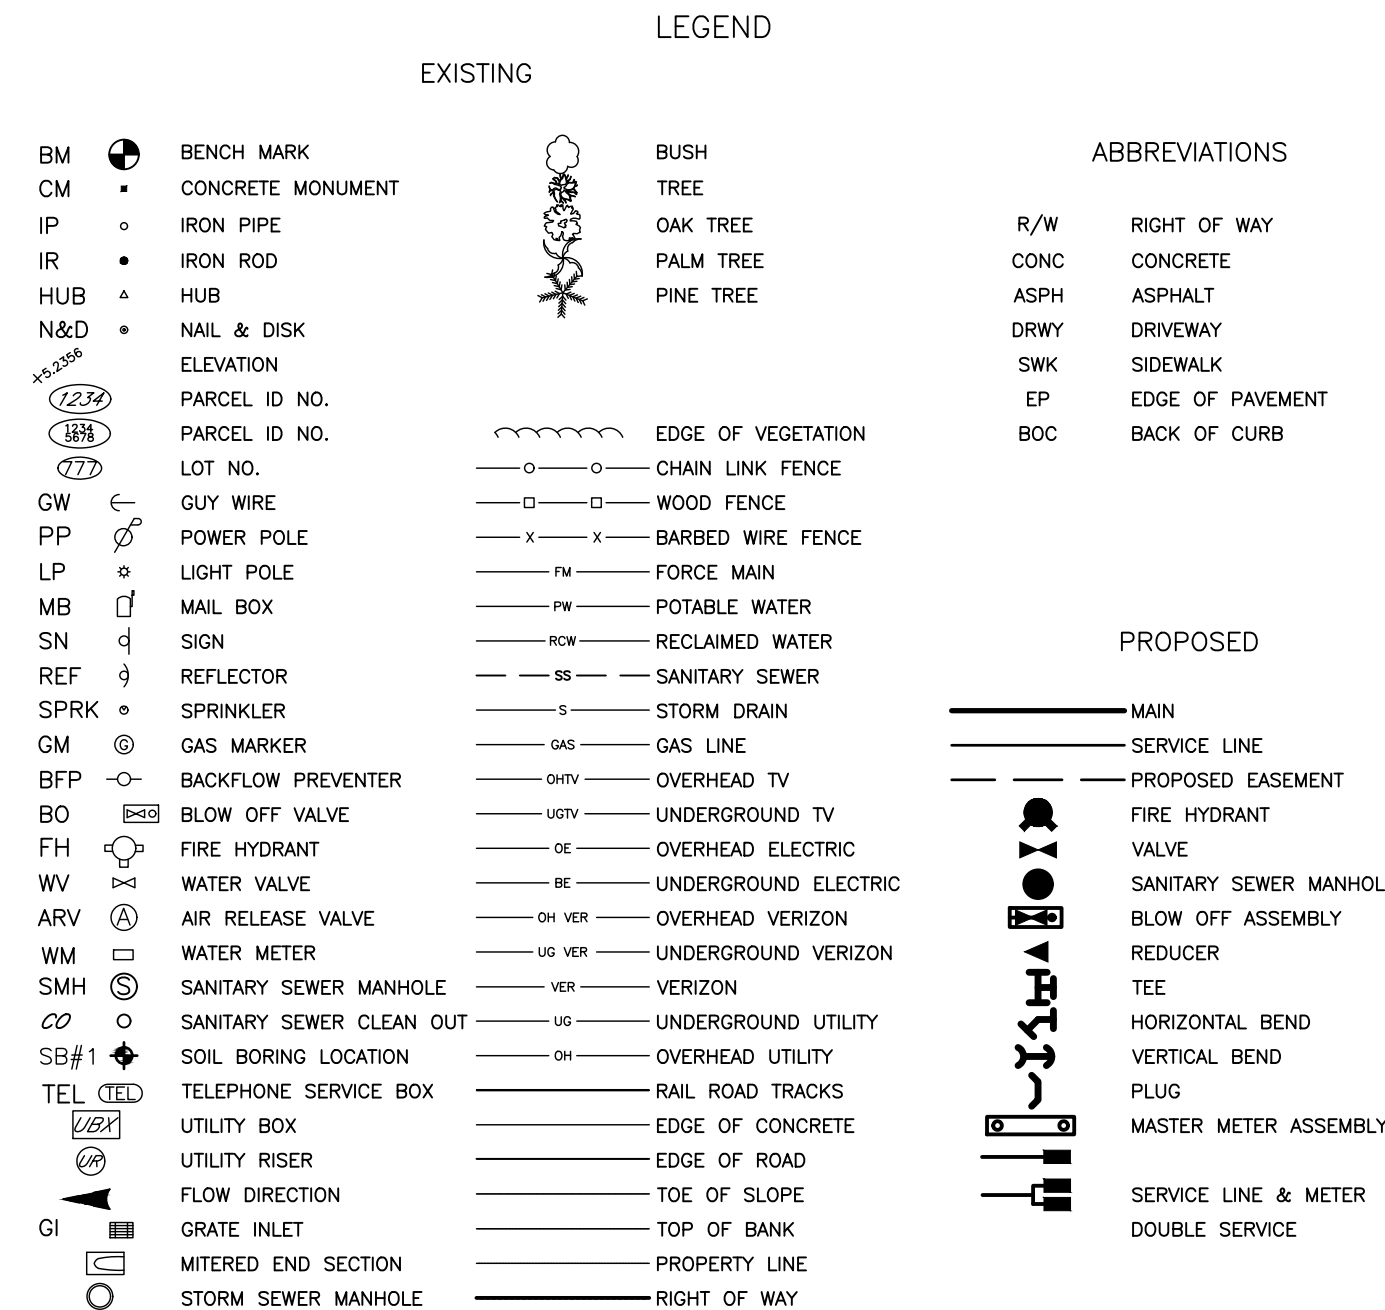 LEGEND
EXISTING
BM BENCH MARK
CM CONCRETE MONUMENT
IP IRON PIPE
IR IRON ROD
HUB HUB
N&D NAIL & DISK
+5.2356 ELEVATION
1234 PARCEL ID NO.
1234
5678 PARCEL ID NO.
777 LOT NO.
GW GUY WIRE
PP POWER POLE
LP LIGHT POLE
MB MAIL BOX
SN SIGN
REF REFLECTOR
SPRK SPRINKLER
GM G GAS MARKER
BFP BACKFLOW PREVENTER
BO BLOW OFF VALVE
FH FIRE HYDRANT
WV WATER VALVE
ARV A AIR RELEASE VALVE
WM WATER METER
SMH S SANITARY SEWER MANHOLE
CO SANITARY SEWER CLEAN OUT
SB#1 SOIL BORING LOCATION
TEL TEL TELEPHONE SERVICE BOX
UBX UTILITY BOX
UR UTILITY RISER
FLOW DIRECTION
GI GRATE INLET
MITERED END SECTION
STORM SEWER MANHOLE
BUSH
TREE
OAK TREE
PALM TREE
PINE TREE
EDGE OF VEGETATION
CHAIN LINK FENCE
WOOD FENCE
X X BARBED WIRE FENCE
FM FORCE MAIN
PW POTABLE WATER
RCW RECLAIMED WATER
SS SANITARY SEWER
S STORM DRAIN
GAS GAS LINE
OHTV OVERHEAD TV
UGTV UNDERGROUND TV
OE OVERHEAD ELECTRIC
BE UNDERGROUND ELECTRIC
OH VER OVERHEAD VERIZON
UG VER UNDERGROUND VERIZON
VER VERIZON
UG UNDERGROUND UTILITY
OH OVERHEAD UTILITY
RAIL ROAD TRACKS
EDGE OF CONCRETE
EDGE OF ROAD
TOE OF SLOPE
TOP OF BANK
PROPERTY LINE
RIGHT OF WAY
ABBREVIATIONS
R/W RIGHT OF WAY
CONC CONCRETE
ASPH ASPHALT
DRWY DRIVEWAY
SWK SIDEWALK
EP EDGE OF PAVEMENT
BOC BACK OF CURB
PROPOSED
MAIN
SERVICE LINE
PROPOSED EASEMENT
FIRE HYDRANT
VALVE
SANITARY SEWER MANHOL
BLOW OFF ASSEMBLY
REDUCER
TEE
HORIZONTAL BEND
VERTICAL BEND
PLUG
MASTER METER ASSEMBLY
SERVICE LINE & METER
DOUBLE SERVICE